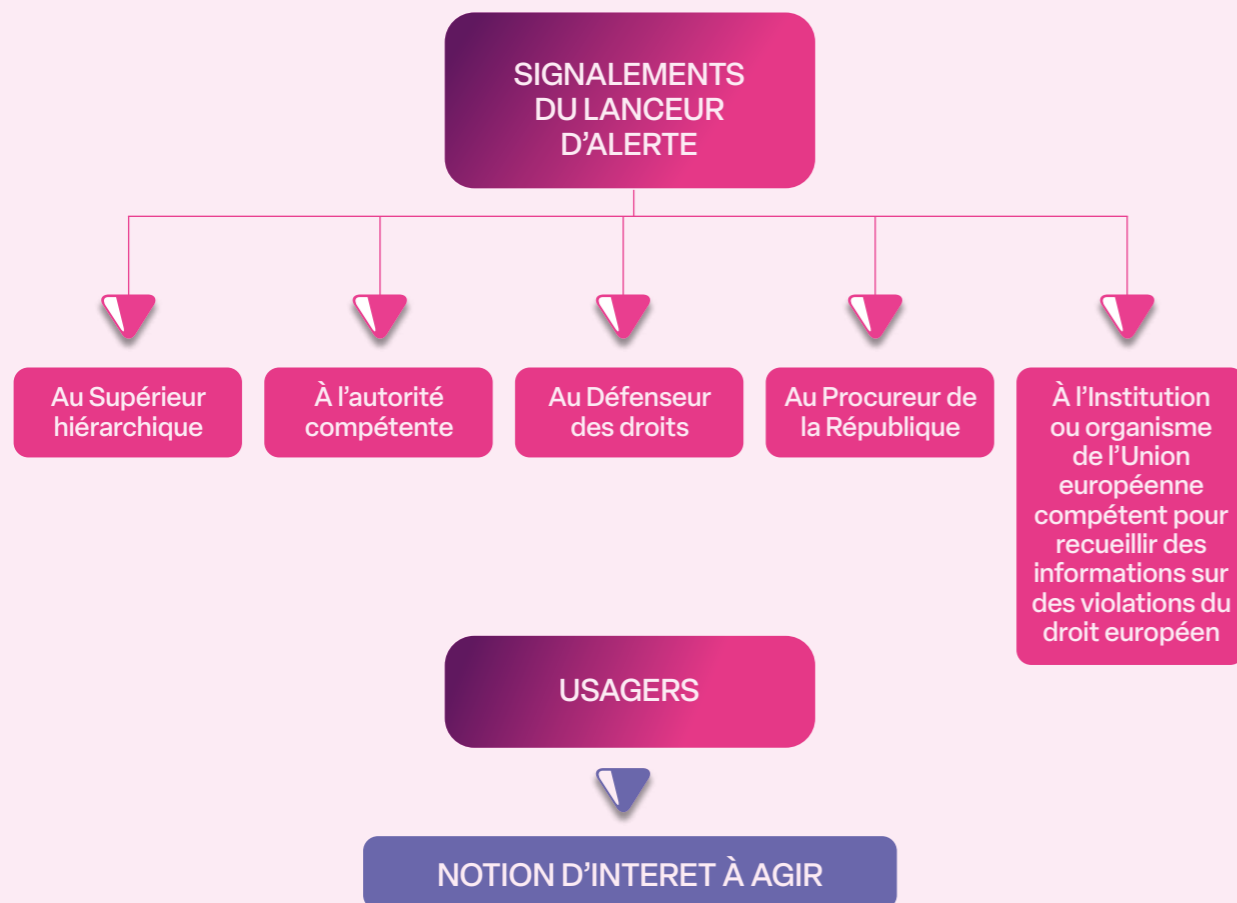 SIGNALEMENTS
DU LANCEUR
D’ALERTE
Au Supérieur
hiérarchique
À l’autorité
compétente
Au Défenseur
des droits
Au Procureur de
la République
À l’Institution
ou organisme
de l’Union
européenne
compétent pour
recueillir des
informations sur
des violations du
droit européen
USAGERS
NOTION D’INTERET À AGIR